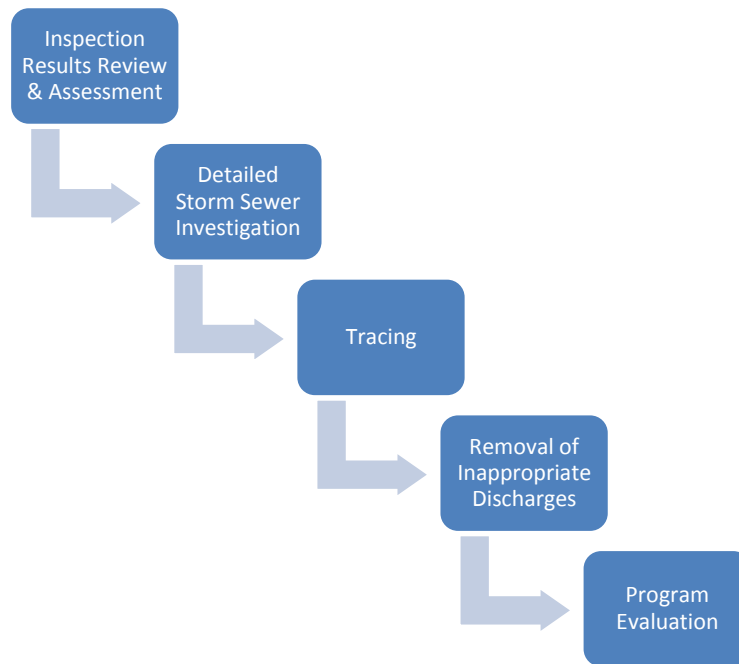 Inspection
Results Review
& Assessment
Detailed
Storm Sewer
Investigation
Tracing
Removal of
Inappropriate
Discharges
Program
Evaluation